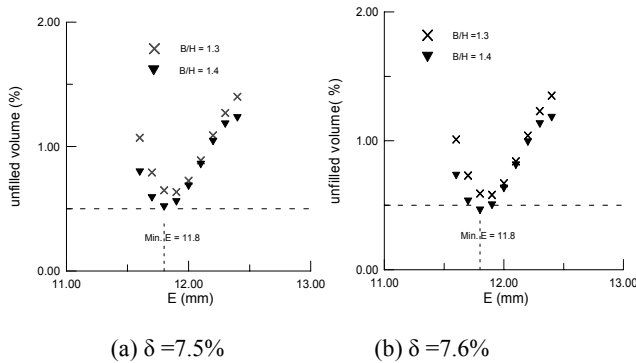 2.00
B/H = 1.3
B/H = 1.4
1.00
unfilled volume (%)
Min. E = 11.8
0.00
11.00 12.00 13.00
E (mm)
(a) δ =7.5%
2.00
B/H =1.3
B/H = 1.4
1.00
unfilled volume( %)
Min. E = 11.8
0.00
11.00 12.00 13.00
E (mm)
(b) δ =7.6%